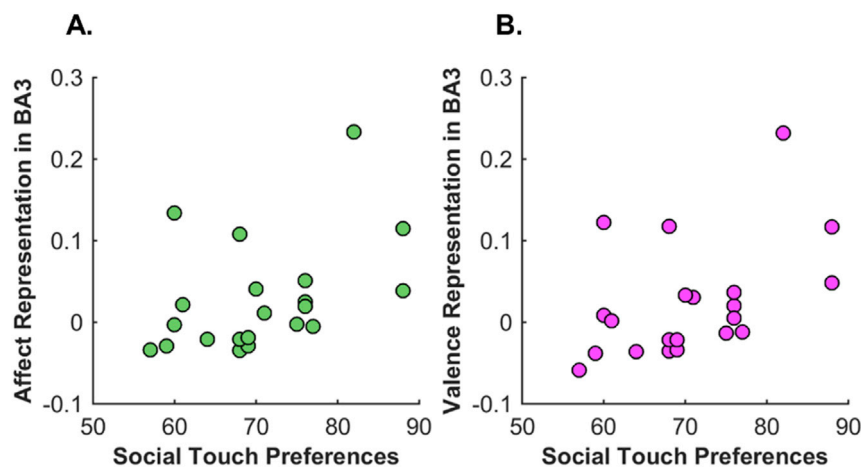 A.
Affect Representation in BA3
0.3
0.2
0.1
0
-0.1
50 60 70 80 90
Social Touch Preferences
B.
Valence Representation in BA3
0.3
0.2
0.1
0
-0.1
50 60 70 80 90
Social Touch Preferences